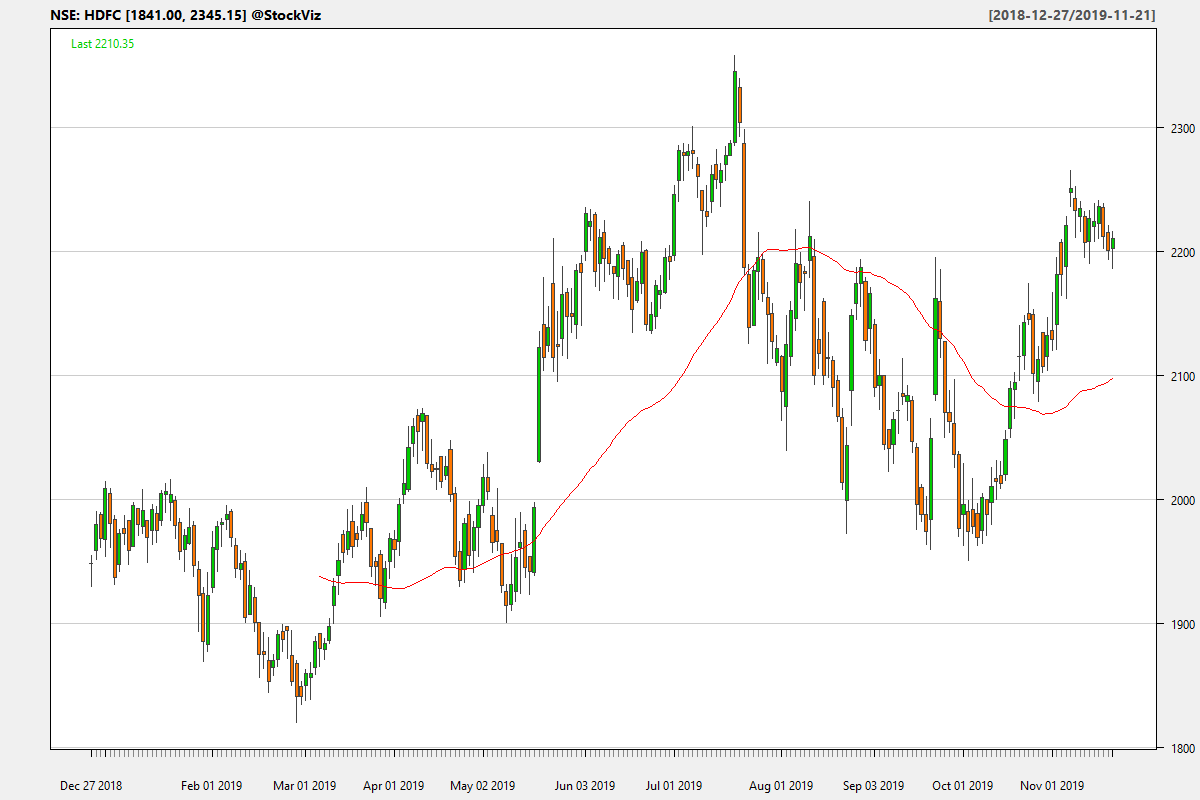 NSE: HDFC [1841.00, 2345.15] @StockViz [2018-12-27/2019-11-21]
Last 2210.35
2300
2200
2100
2000
1900
1800
Dec 27 2018 Feb 01 2019 Mar 01 2019 Apr 01 2019 May 02 2019 Jun 03 2019 Jul 01 2019 Aug 01 2019 Sep 03 2019 Oct 01 2019 Nov 01 2019